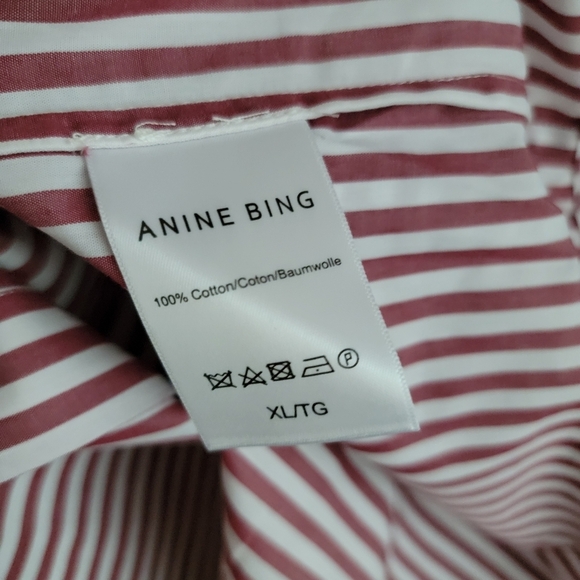 ANINE BING
100% Cotton/Coton/Baumwolle
P
XL/TG